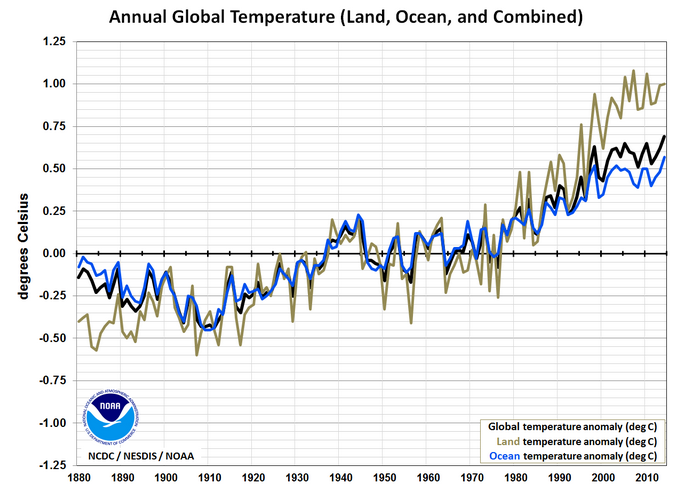 Annual Global Temperature (Land, Ocean, and Combined)
degrees Celsius
1.25
1.00
0.75
0.50
0.25
0.00
-0.25
-0.50
-0.75
-1.00
-1.25
NOAA
NCDC / NESDIS / NOAA
Global temperature anomaly (deg C)
Land temperature anomaly (deg C)
Ocean temperature anomaly (deg C)
1880 1890 1900 1910 1920 1930 1940 1950 1960 1970 1980 1990 2000 2010